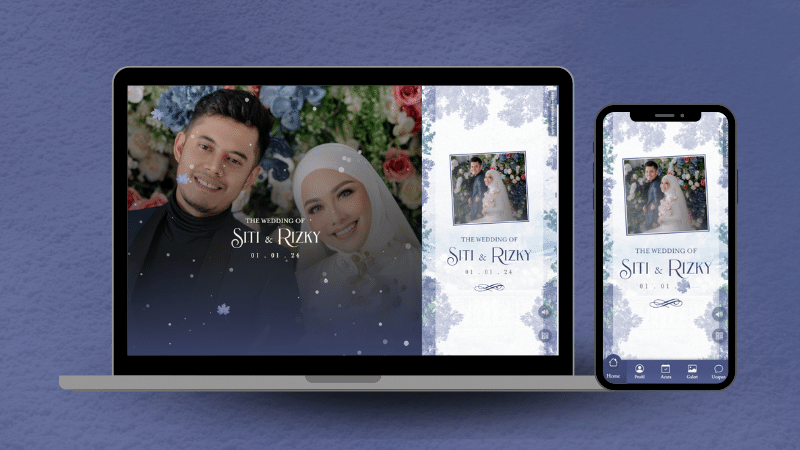 THE WEDDING OF
SITI & RIZKY
01 . 01 . 24
THE WEDDING OF
SITI & RIZKY
01 . 01 . 24
THE WEDDING OF
SITI & RIZKY
01 . 01 .
Home
Profil
Acara
Galeri
Ucapan